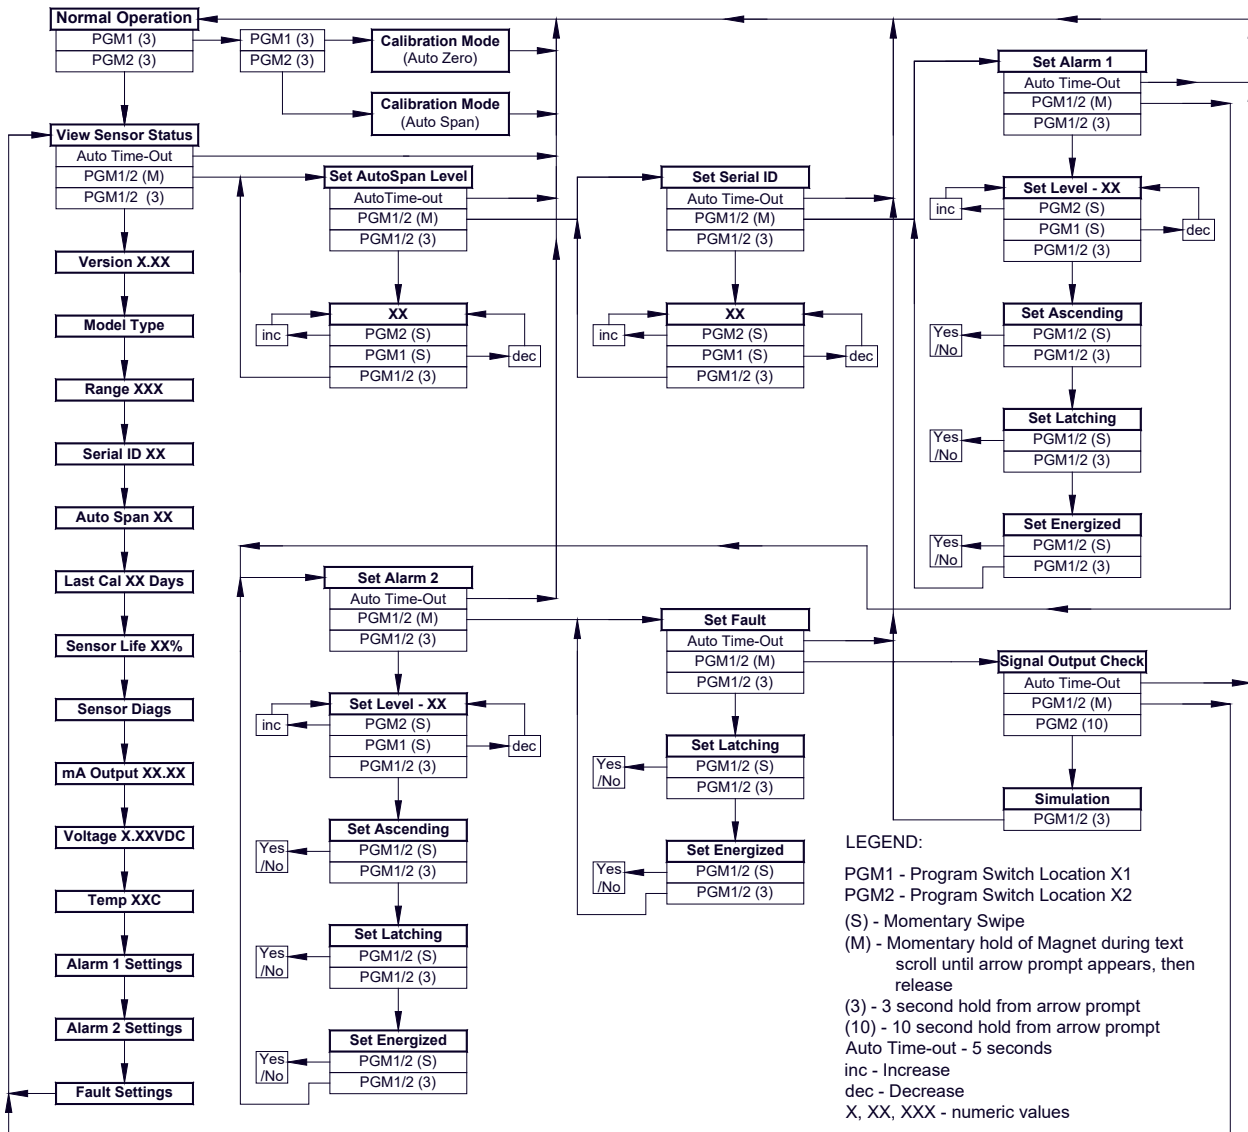 Normal Operation
PGM1 (3)
PGM2 (3)
PGM1 (3)
PGM2 (3)
Calibration Mode
(Auto Zero)
Calibration Mode
(Auto Span)
View Sensor Status
Auto Time-Out
PGM1/2 (M)
PGM1/2 (3)
Version X.XX
Model Type
Range XXX
Serial ID XX
Auto Span XX
Last Cal XX Days
Sensor Life XX%
Sensor Diags
mA Output XX.XX
Voltage X.XXVDC
Temp XXC
Alarm 1 Settings
Alarm 2 Settings
Fault Settings
Set AutoSpan Level
AutoTime-out
PGM1/2 (M)
PGM1/2 (3)
XX
PGM2 (S)
PGM1 (S)
PGM1/2 (3)
inc
dec
Set Serial ID
Auto Time-Out
PGM1/2 (M)
PGM1/2 (3)
XX
PGM2 (S)
PGM1 (S)
PGM1/2 (3)
inc
dec
Set Alarm 1
Auto Time-Out
PGM1/2 (M)
PGM1/2 (3)
Set Level - XX
PGM2 (S)
PGM1 (S)
PGM1/2 (3)
inc
dec
Set Ascending
PGM1/2 (S)
PGM1/2 (3)
Yes
/No
Set Latching
PGM1/2 (S)
PGM1/2 (3)
Yes
/No
Set Energized
PGM1/2 (S)
PGM1/2 (3)
Yes
/No
Set Alarm 2
Auto Time-Out
PGM1/2 (M)
PGM1/2 (3)
Set Level - XX
PGM2 (S)
PGM1 (S)
PGM1/2 (3)
inc
dec
Set Ascending
PGM1/2 (S)
PGM1/2 (3)
Yes
/No
Set Latching
PGM1/2 (S)
PGM1/2 (3)
Yes
/No
Set Energized
PGM1/2 (S)
PGM1/2 (3)
Yes
/No
Set Fault
Auto Time-Out
PGM1/2 (M)
PGM1/2 (3)
Set Latching
PGM1/2 (S)
PGM1/2 (3)
Yes
/No
Set Energized
PGM1/2 (S)
PGM1/2 (3)
Yes
/No
Signal Output Check
Auto Time-Out
PGM1/2 (M)
PGM2 (10)
Simulation
PGM1/2 (3)
LEGEND:
PGM1 - Program Switch Location X1
PGM2 - Program Switch Location X2
(S) - Momentary Swipe
(M) - Momentary hold of Magnet during text
scroll until arrow prompt appears, then
release
(3) - 3 second hold from arrow prompt
(10) - 10 second hold from arrow prompt
Auto Time-out - 5 seconds
inc - Increase
dec - Decrease
X, XX, XXX - numeric values